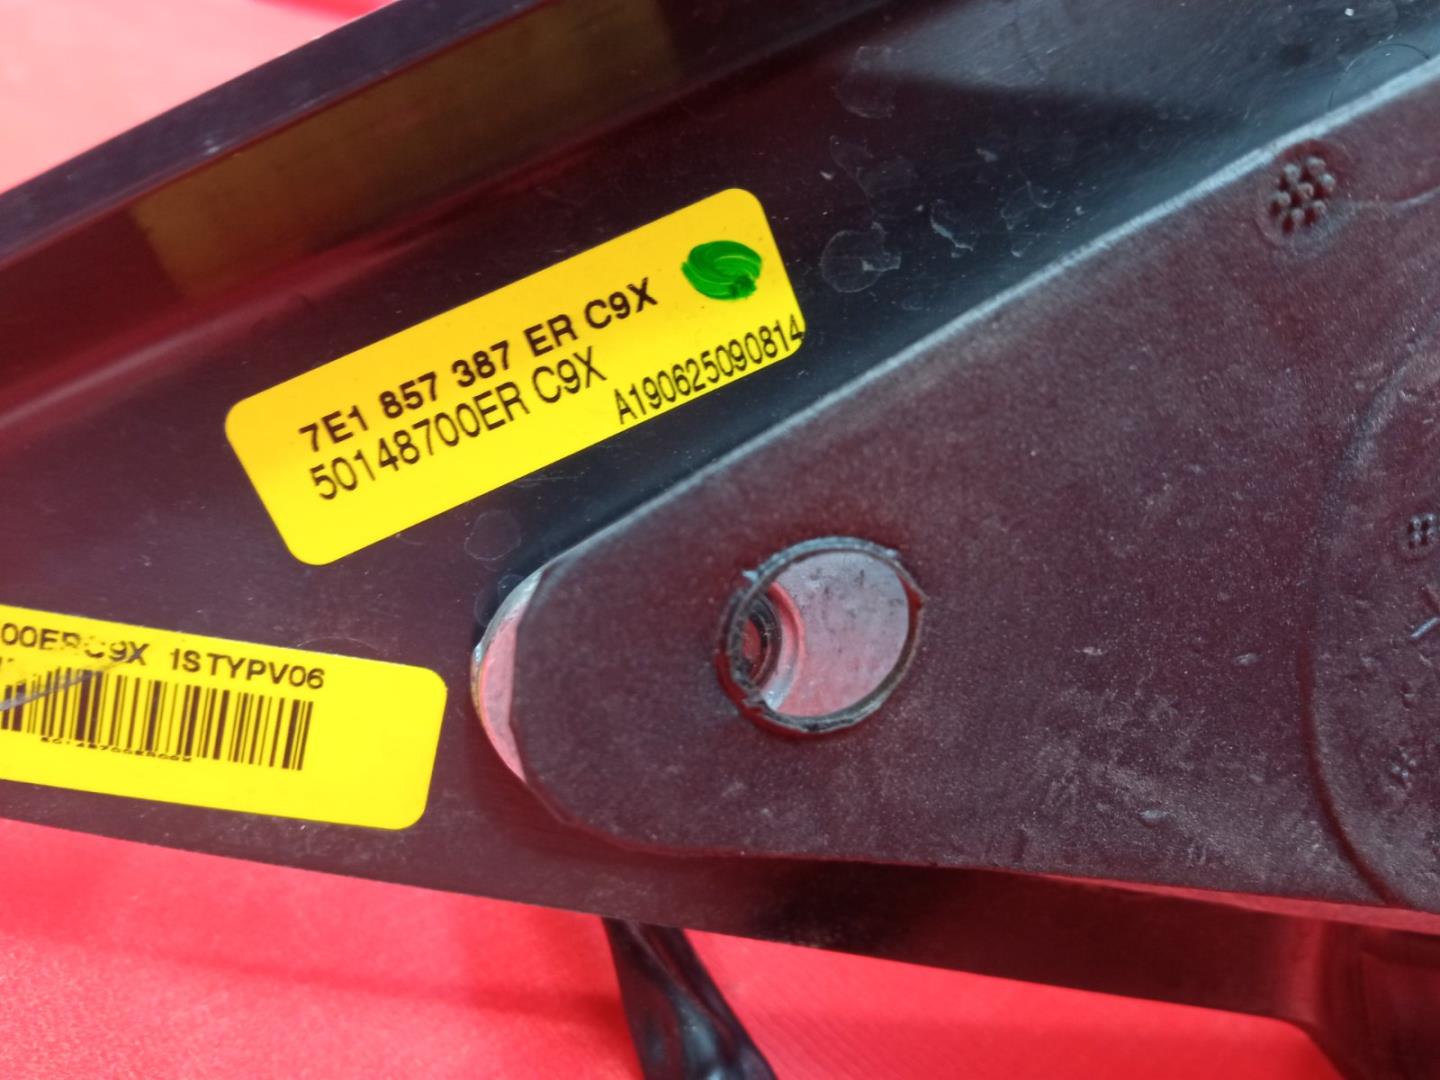 7E1 857 387 ER C9X
50148700ER C9X
A190625090814
00ERC9X 1STYPV06